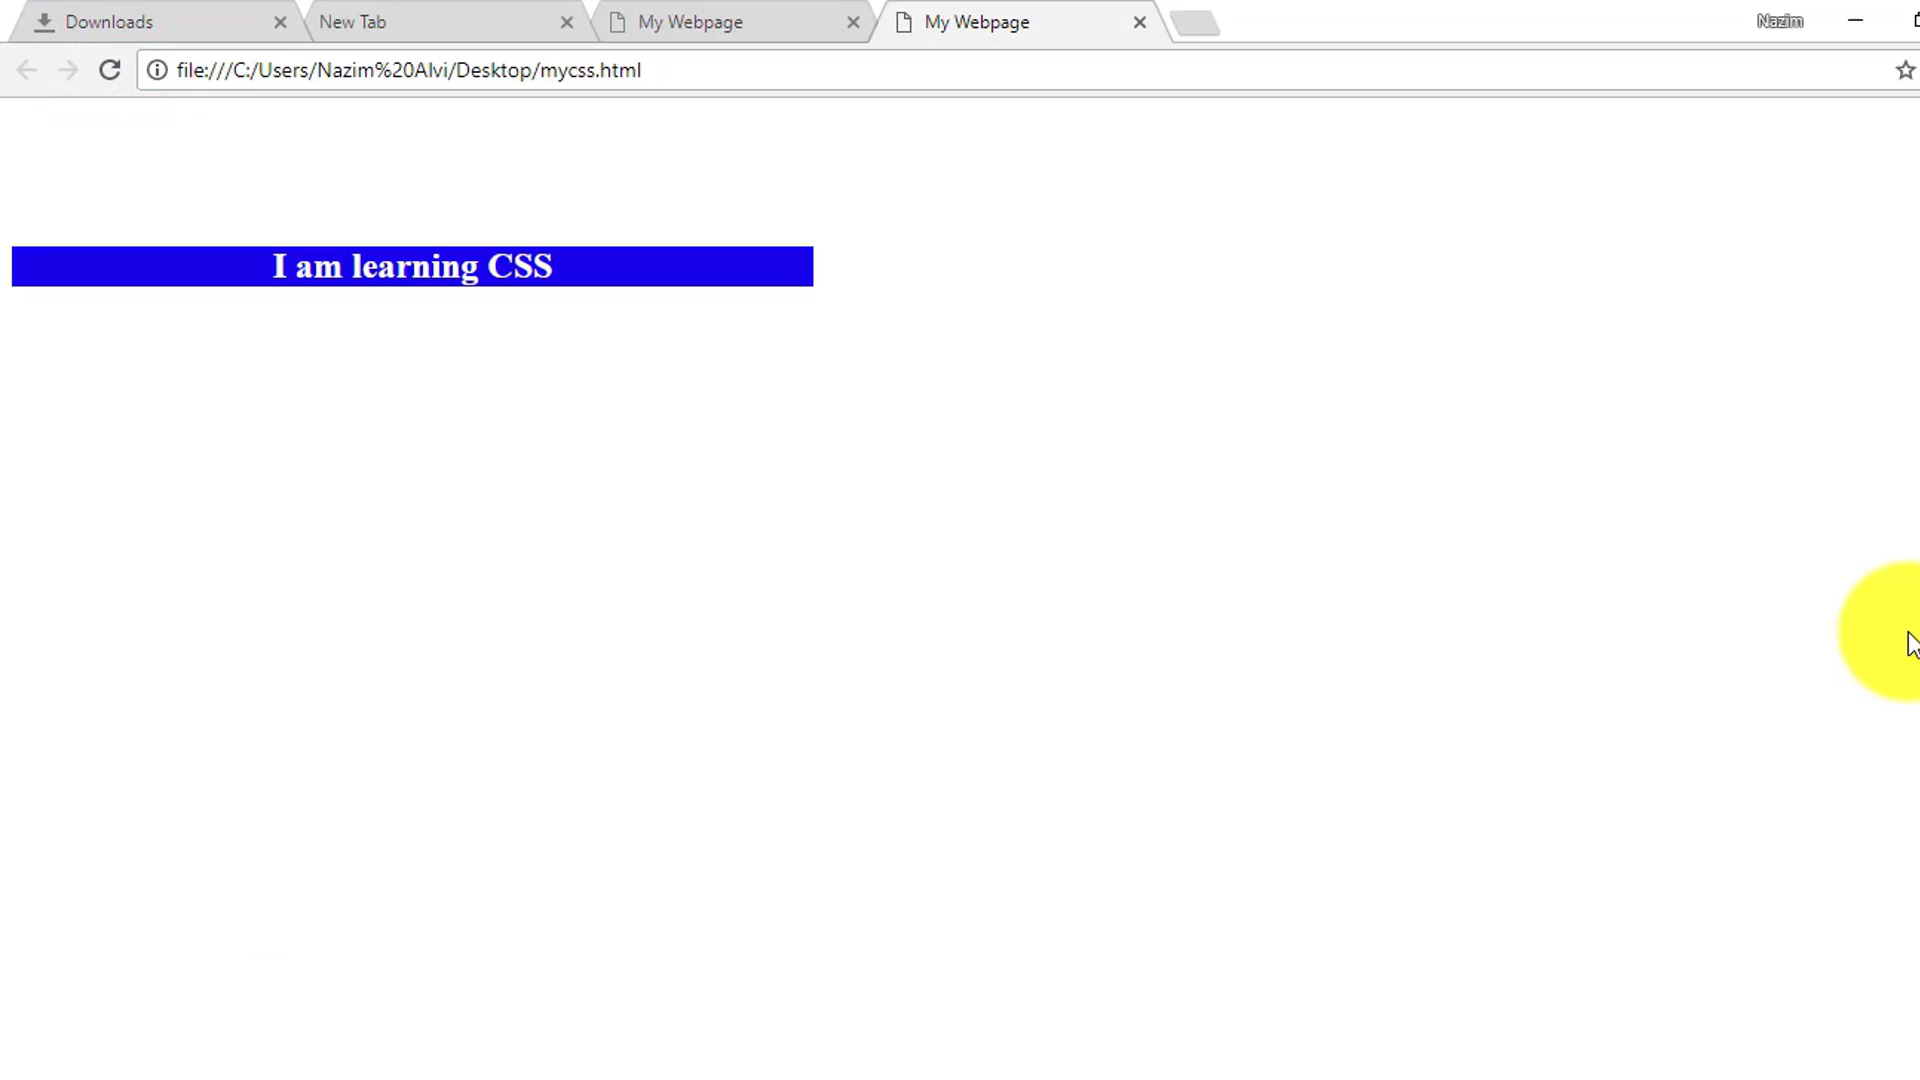 Downloads
New Tab
My Webpage
My Webpage
Nazim
file:///C:/Users/Nazim%20Alvi/Desktop/mycss.html
I am learning CSS